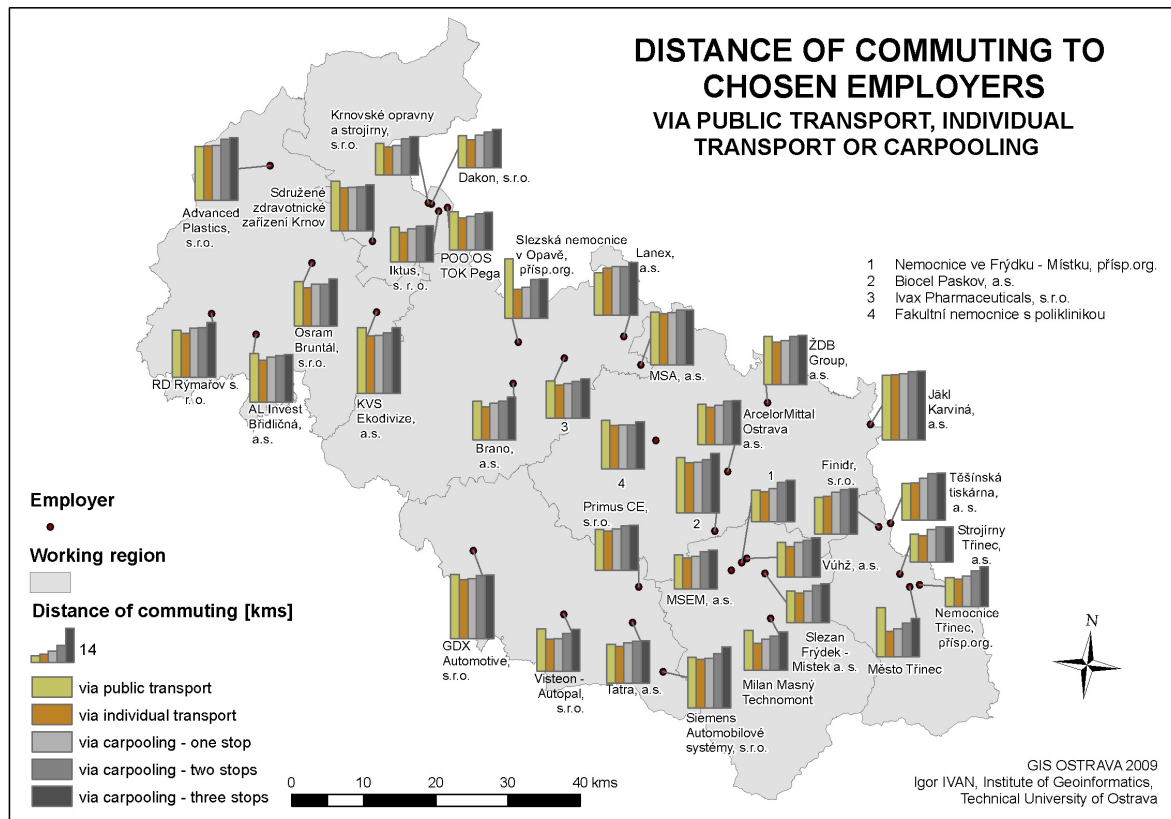 DISTANCE OF COMMUTING TO
CHOSEN EMPLOYERS
VIA PUBLIC TRANSPORT, INDIVIDUAL
TRANSPORT OR CARPOOLING
Krnovské opravny
a strojírny,
s.r.o.
Dakon, s.r.o.
Advanced
Plastics,
s.r.o.
Sdružené
zdravotnické
zařízení Krnov
Iktus,
s. r. o.
POO OS
TOK Pega
Slezská nemocnice
v Opavě,
přísp.org.
Lanex,
a.s.
1 Nemocnice ve Frýdku - Místku, přísp.org.
2 Biocel Paskov, a.s.
3 Ivax Pharmaceuticals, s.r.o.
4 Fakultní nemocnice s poliklinikou
Osram
Bruntál,
s.r.o.
RD Rýmařov s.
r. o.
AL Invest
Břidličná,
a.s.
KVS
Ekodivize,
a.s.
MSA, a.s.
ŽDB
Group,
a.s.
Jäkl
Karviná,
a.s.
Brano,
a.s.
3
ArcelorMittal
Ostrava
a.s.
4
2
1
Finidr,
s.r.o.
Těšínská
tiskárna,
a. s.
Primus CE,
s.r.o.
Strojírny
Třinec,
a.s.
MSEM, a.s.
Vúhž, a.s.
Nemocnice
Třinec,
přísp.org.
Slezan
Frýdek -
Místek a. s.
Město Třinec
GDX
Automotive,
s.r.o.
Visteon -
Autopal,
s.r.o.
Tatra, a.s.
Siemens
Automobilové
systémy, s.r.o.
Milan Masný
Technomont
N
Employer
Working region
Distance of commuting [kms]
14
via public transport
via individual transport
via carpooling - one stop
via carpooling - two stops
via carpooling - three stops
0 10 20 40 kms
GIS OSTRAVA 2009
Igor IVAN, Institute of Geoinformatics,
Technical University of Ostrava